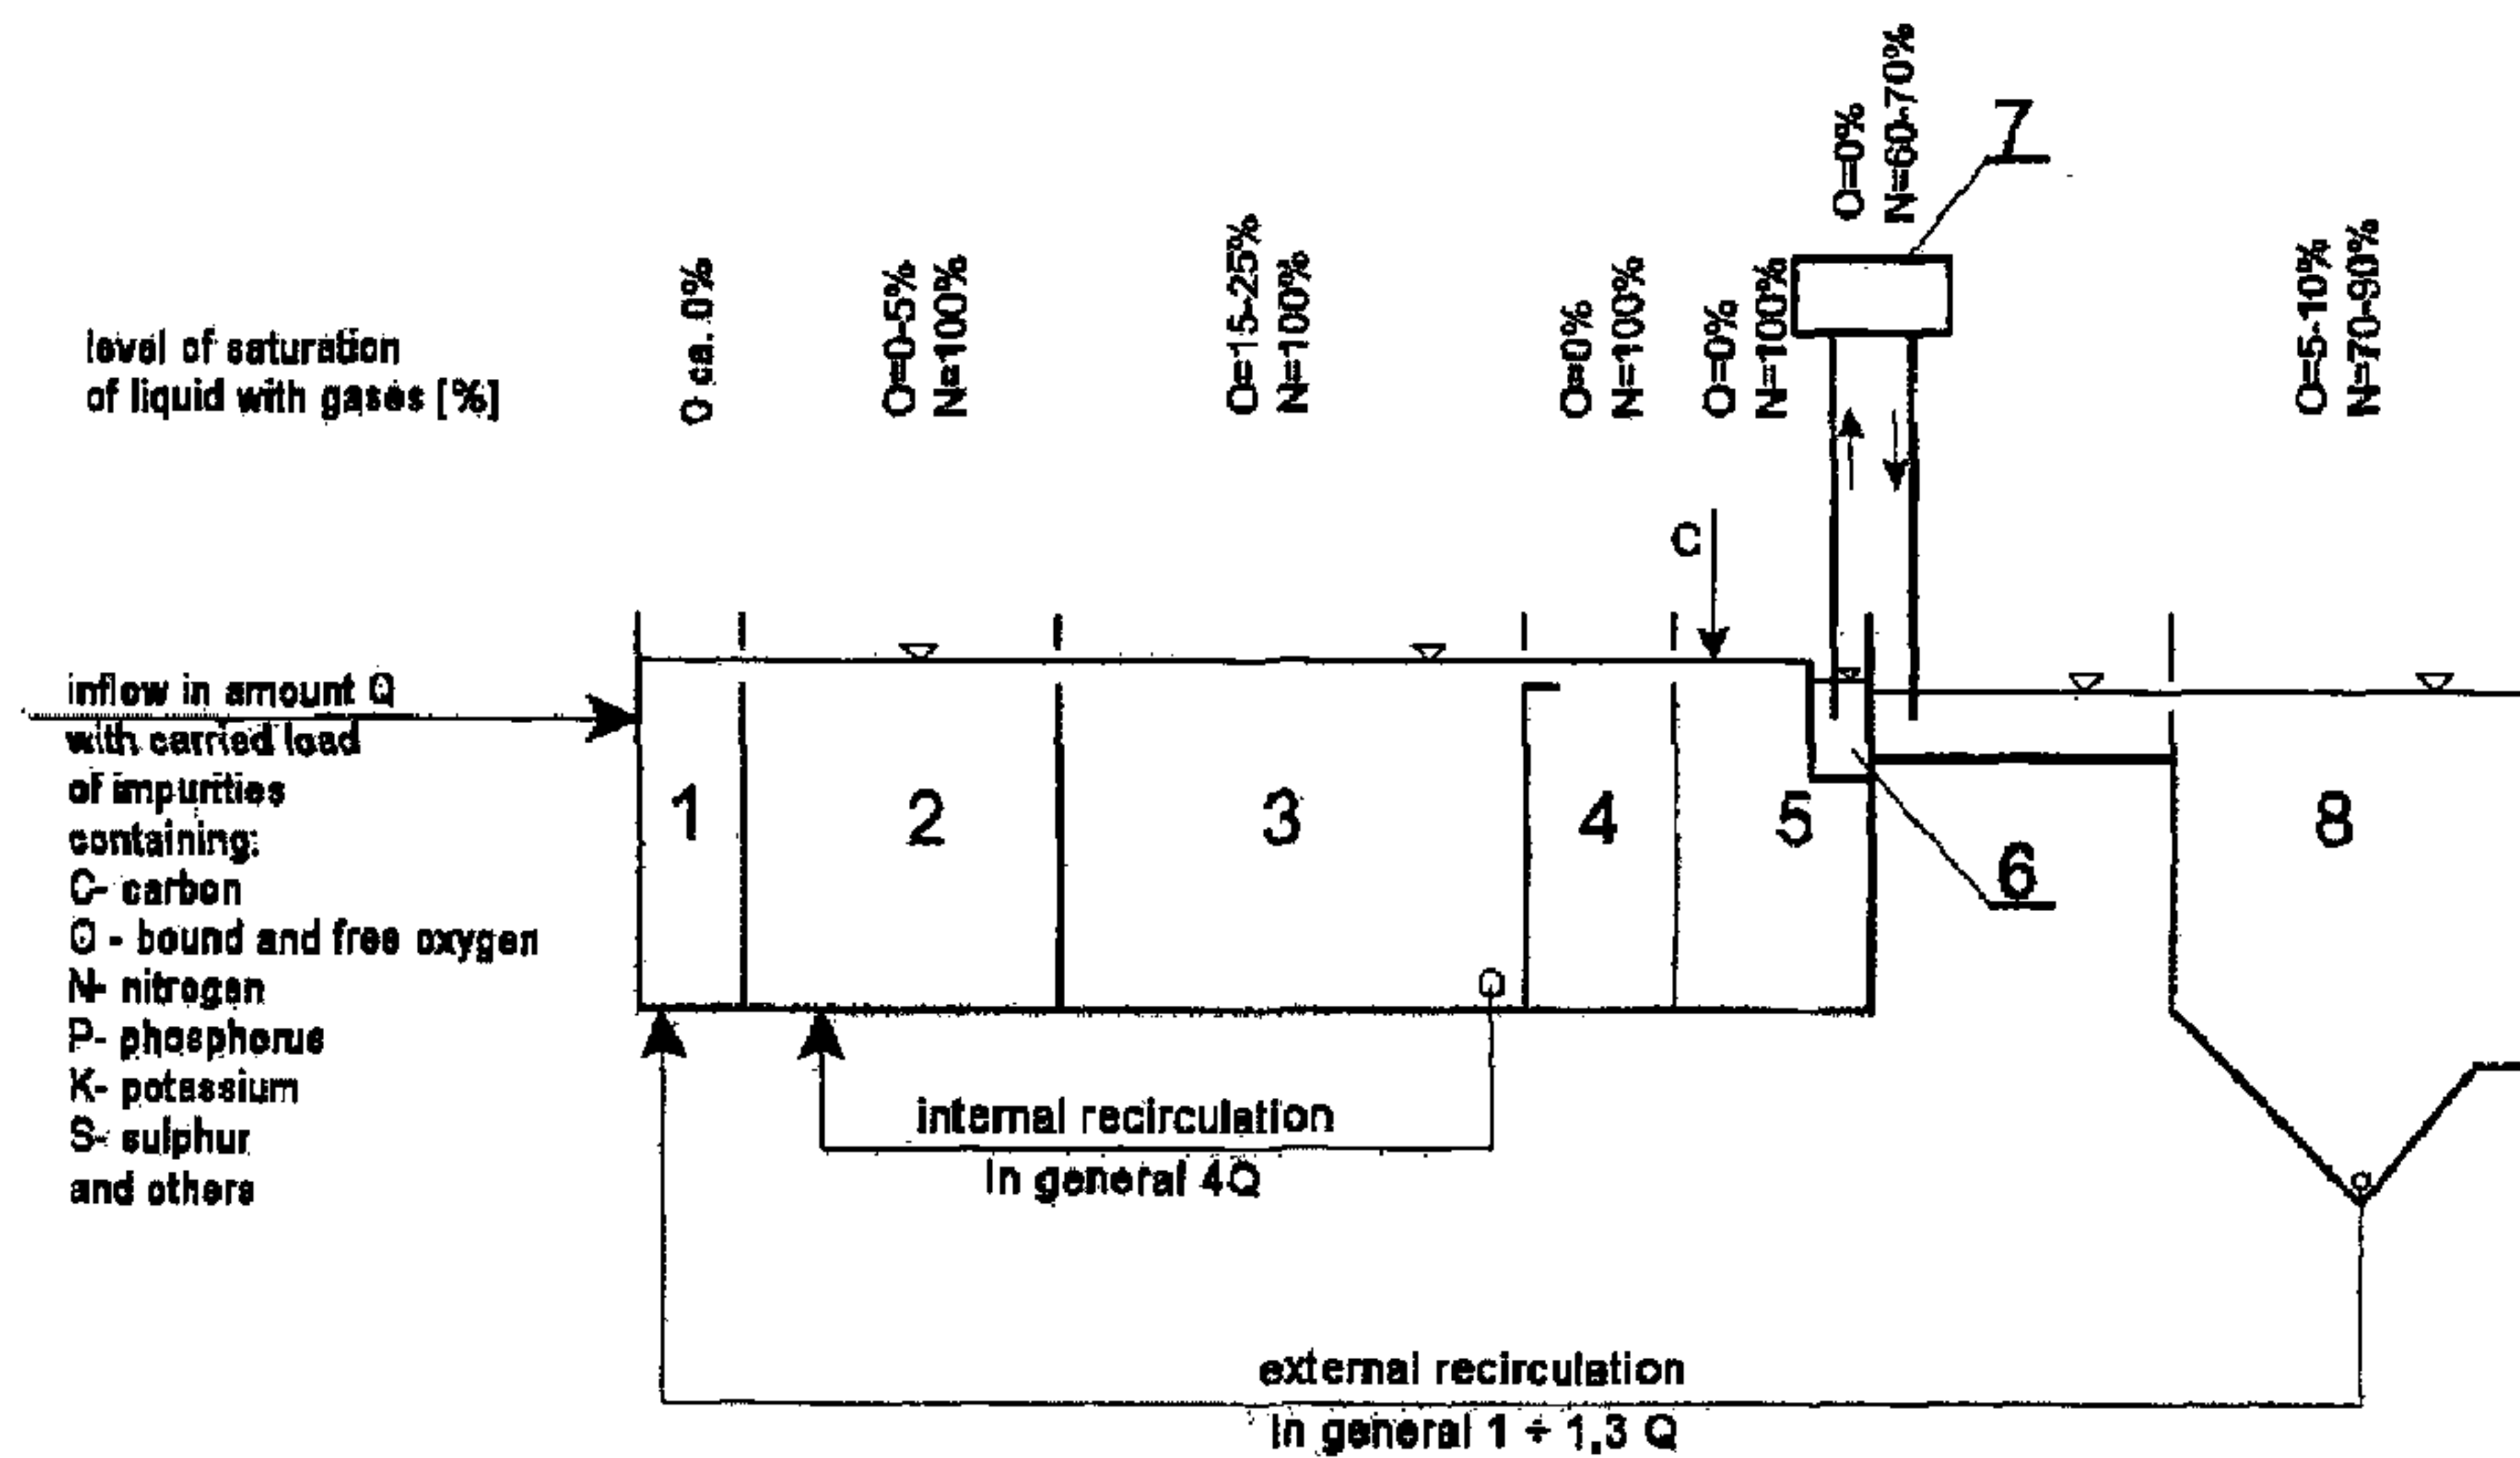 level of saturation
of liquid with gases [%]
O ca. 0%
O=0-5%
N=100%
O=15-25%
N=100%
O=0%
N=100%
O=0%
N=100%
O=0%
N=60-70%
7
O=5-10%
N=70-90%
C
inflow in amount Q
with carried load
of impurities
containing:
C- carbon
O - bound and free oxygen
N- nitrogen
P- phosphorus
K- potassium
S- sulphur
and others
1
2
3
4
5
6
8
internal recirculation
In general 4Q
external recirculation
In general 1 ÷ 1,3 Q